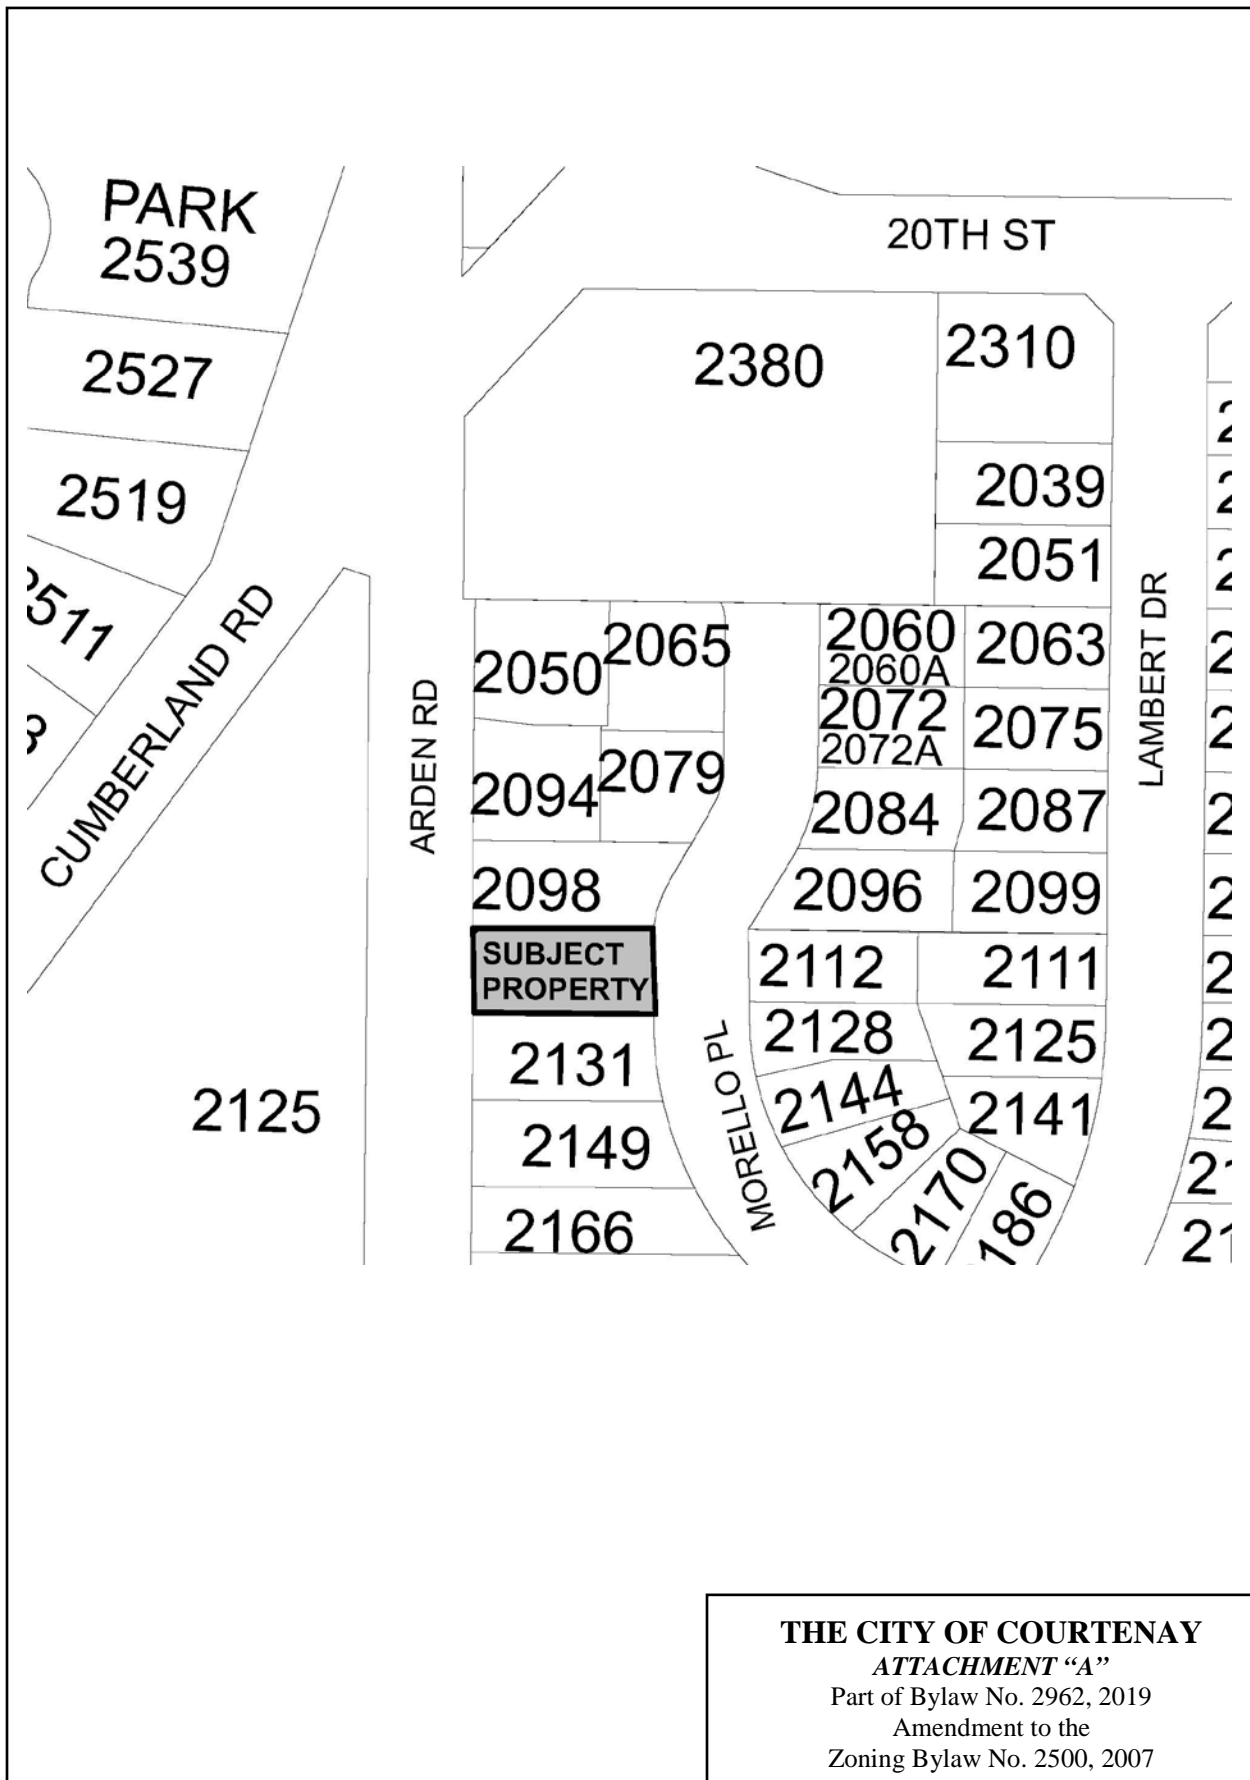 PARK
2539
20TH ST
2527
2380
2310
2519
2039
2051
2511
CUMBERLAND RD
ARDEN RD
LAMBERT DR
2050
2065
2060
2060A
2063
2072
2072A
2075
2094
2079
2084
2087
2098
2096
2099
SUBJECT
PROPERTY
2112
2111
2128
2125
2131
MORELLO PL
2144
2141
2125
2149
2158
2170
2166
THE CITY OF COURTENAY
ATTACHMENT “A”
Part of Bylaw No. 2962, 2019
Amendment to the
Zoning Bylaw No. 2500, 2007